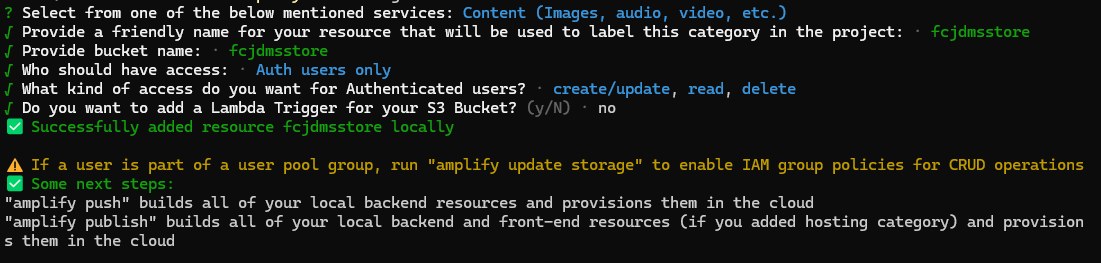 ? Select from one of the below mentioned services: Content (Images, audio, video, etc.)
√ Provide a friendly name for your resource that will be used to label this category in the project: · fcjdmsstore
√ Provide bucket name: · fcjdmsstore
√ Who should have access: · Auth users only
√ What kind of access do you want for Authenticated users? · create/update, read, delete
√ Do you want to add a Lambda Trigger for your S3 Bucket? (y/N) · no
✅ Successfully added resource fcjdmsstore locally
⚠️ If a user is part of a user pool group, run "amplify update storage" to enable IAM group policies for CRUD operations
✅ Some next steps:
"amplify push" builds all of your local backend resources and provisions them in the cloud
"amplify publish" builds all of your local backend and front-end resources (if you added hosting category) and provision
s them in the cloud